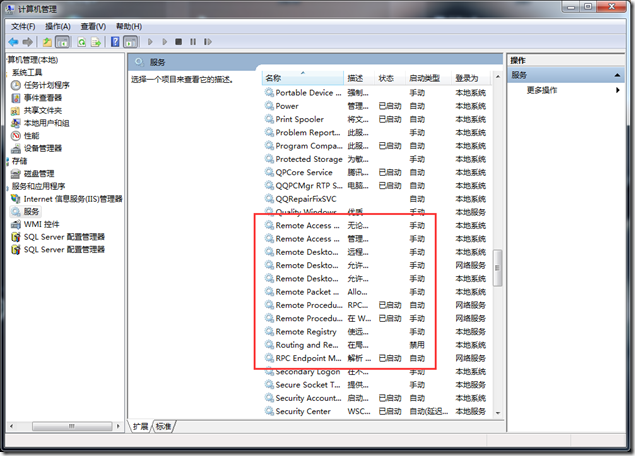 计算机管理
文件(F) 操作(A) 查看(V) 帮助(H)
算机管理(本地)
系统工具
任务计划程序
事件查看器
共享文件夹
本地用户和组
性能
设备管理器
存储
磁盘管理
服务和应用程序
Internet 信息服务(IIS)管理器
服务
WMI 控件
SQL Server 配置管理器
SQL Server 配置管理器
服务
选择一个项目来查看它的描述。
名称 描述 状态 启动类型 登录为
Portable Device ... 强制... 手动 本地系统
Power 管理... 已启动 自动 本地系统
Print Spooler 将文... 已启动 自动 本地系统
Problem Report... 此服... 手动 本地系统
Program Compa... 此服... 已启动 自动 本地系统
Protected Storage 为敏... 手动 本地系统
QPCore Service 腾讯... 已启动 自动 本地系统
QQPCMgr RTP S... 电脑... 已启动 自动 本地系统
QQRepairFixSVC 自动 本地系统
Quality Windows... 优质... 手动 本地服务
Remote Access ... 无论... 手动 本地系统
Remote Access ... 管理... 手动 本地系统
Remote Deskto... 远程... 手动 本地系统
Remote Deskto... 允许... 手动 网络服务
Remote Deskto... 允许... 手动 本地系统
Remote Packet ... Allo... 手动 本地系统
Remote Procedu... RPC... 已启动 自动 网络服务
Remote Procedu... 在 W... 已启动 手动 网络服务
Remote Registry 使远... 手动 本地服务
Routing and Re... 在局... 禁用 本地系统
RPC Endpoint M... 解析 ... 已启动 自动 网络服务
Secondary Logon 在不... 手动 本地系统
Secure Socket T... 提供... 手动 本地服务
Security Account... 启动... 已启动 自动 本地系统
Security Center WSC... 已启动 自动(延迟... 本地服务
扩展 标准
操作
服务
更多操作